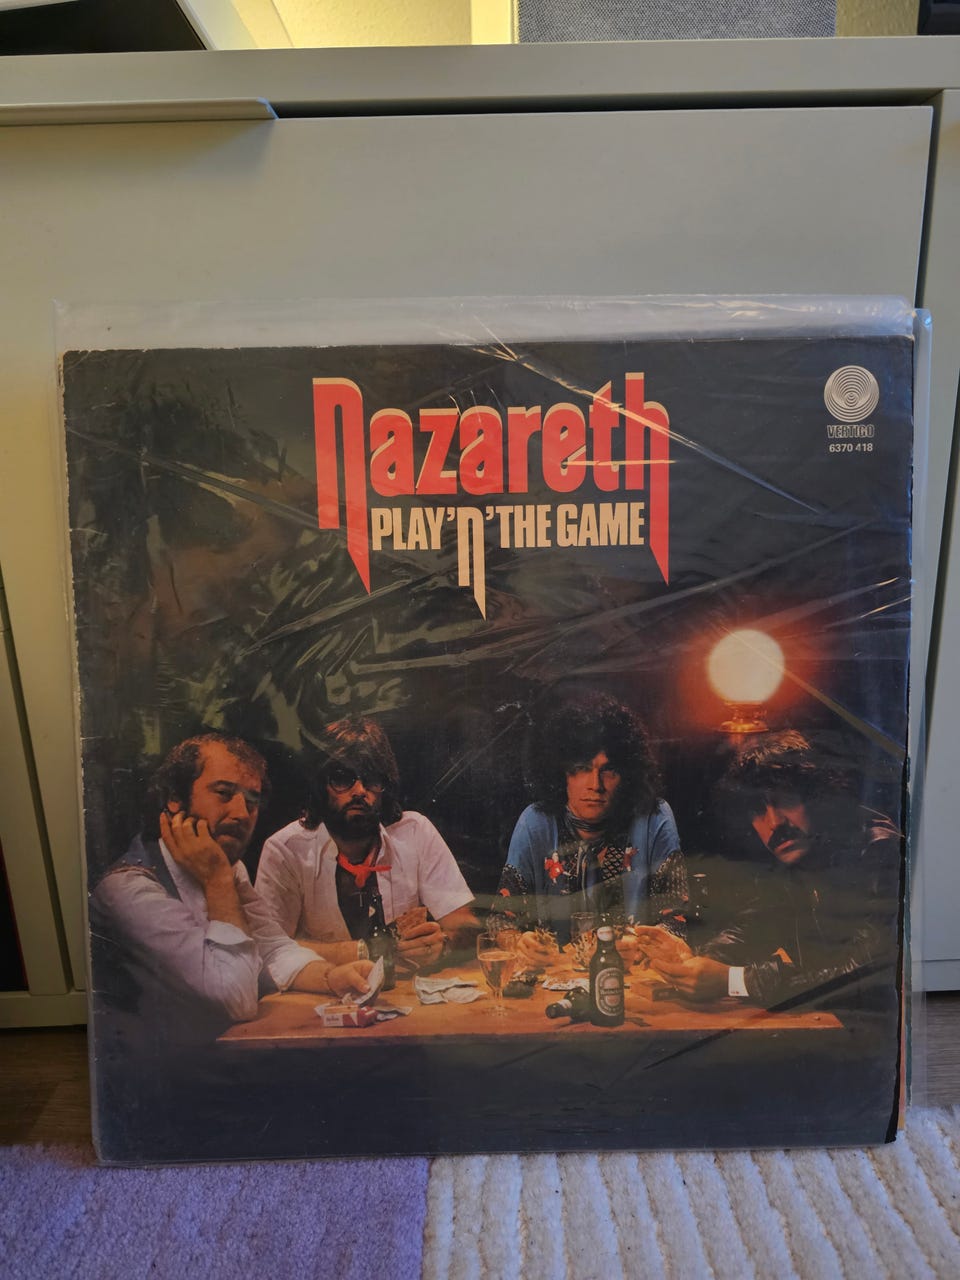 Nazareth
PLAY'N'THE GAME
VERTIGO
6370 418